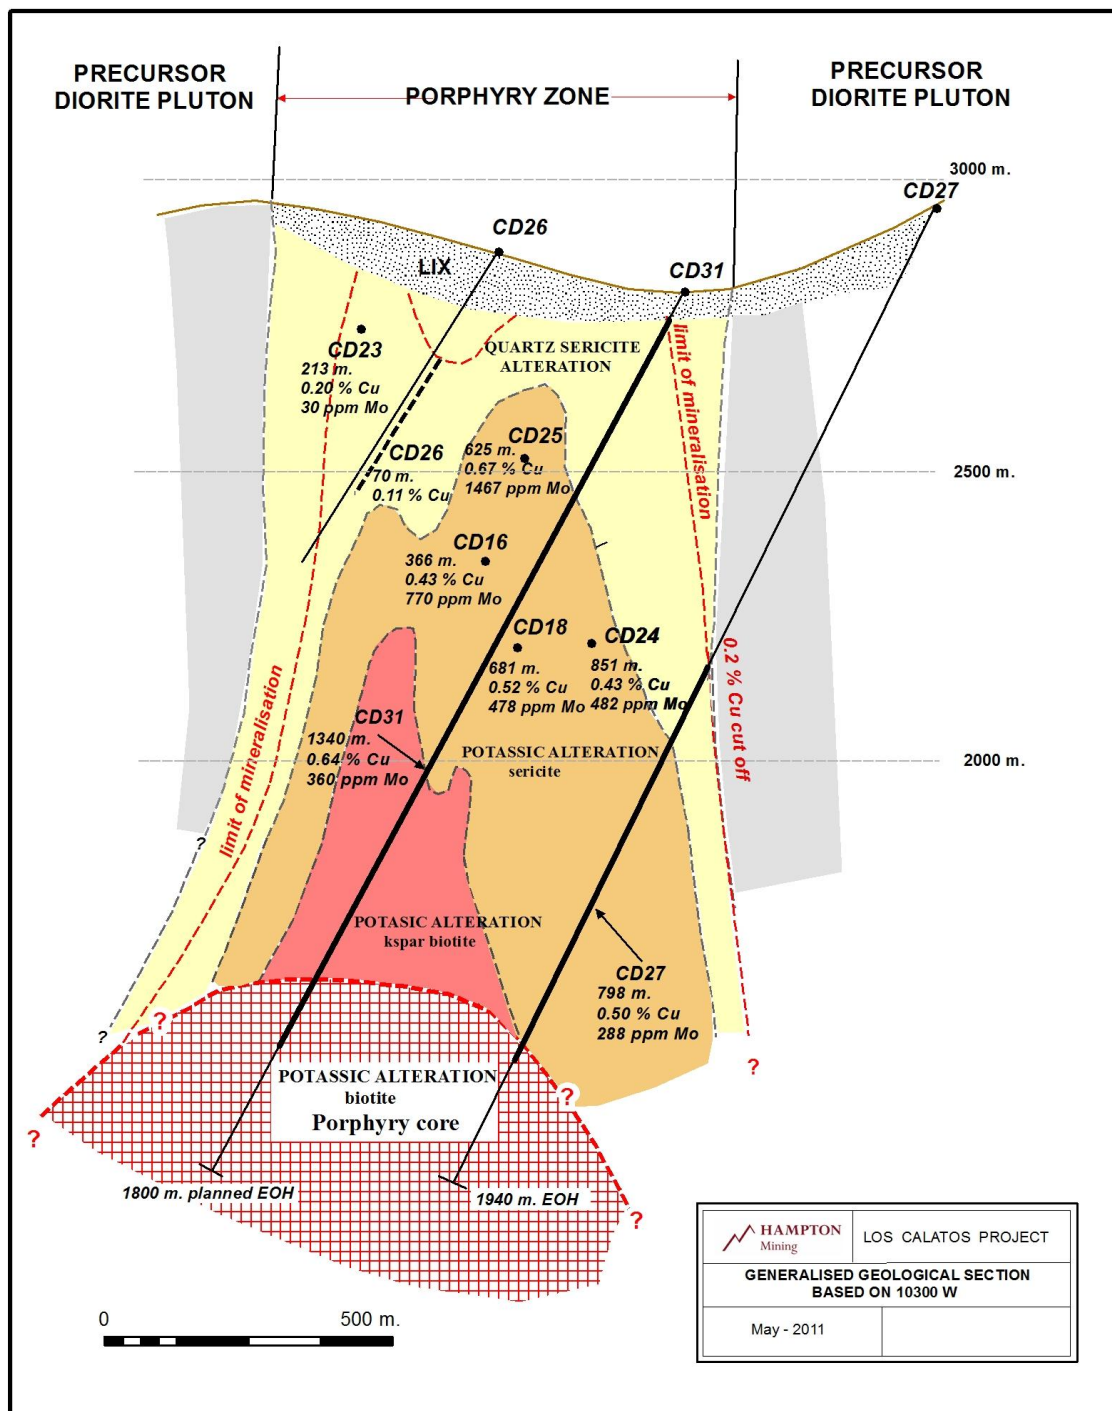 PRECURSOR
DIORITE PLUTON
PORPHYRY ZONE
PRECURSOR
DIORITE PLUTON
3000 m.
CD27
CD26
LIX
CD31
CD23
213 m.
0.20 % Cu
30 ppm Mo
QUARTZ SERICITE
ALTERATION
limit of mineralisation
CD26
70 m.
0.11 % Cu
CD25
625 m.
0.67 % Cu
1467 ppm Mo
2500 m.
CD16
366 m.
0.43 % Cu
770 ppm Mo
CD18
681 m.
0.52 % Cu
478 ppm Mo
CD24
851 m.
0.43 % Cu
482 ppm Mo
0.2 % Cu cut off
limit of mineralisation
CD31
1340 m.
0.64 % Cu
360 ppm Mo
POTASSIC ALTERATION
sericite
2000 m.
?
POTASIC ALTERATION
kspar biotite
CD27
798 m.
0.50 % Cu
288 ppm Mo
?
?
?
POTASSIC ALTERATION
biotite
Porphyry core
?
?
?
1800 m. planned EOH
1940 m. EOH
HAMPTON
Mining
LOS CALATOS PROJECT
GENERALISED GEOLOGICAL SECTION
BASED ON 10300 W
May - 2011
0
500 m.